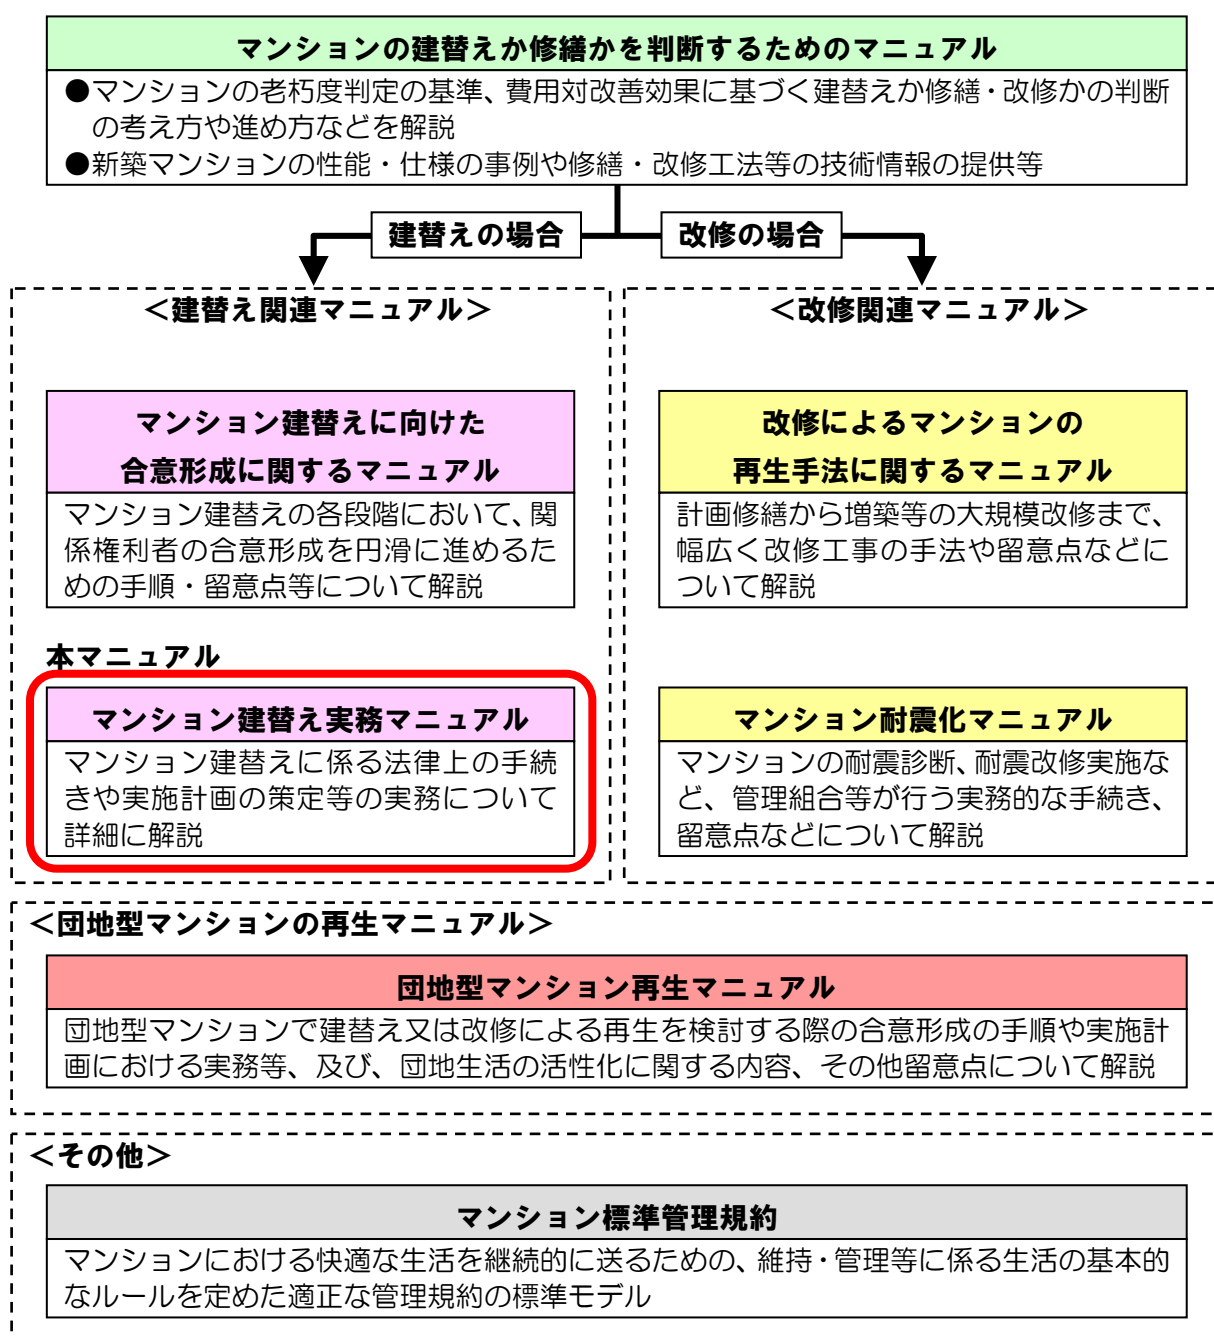 マンションの建替えか修繕かを判断するためのマニュアル
●マンションの老朽度判定の基準、費用対改善効果に基づく建替えか修繕・改修かの判断
の考え方や進め方などを解説
●新築マンションの性能・仕様の事例や修繕・改修工法等の技術情報の提供等
建替えの場合
改修の場合
＜建替え関連マニュアル＞
マンション建替えに向けた
合意形成に関するマニュアル
マンション建替えの各段階において、関
係権利者の合意形成を円滑に進めるた
めの手順・留意点等について解説
本マニュアル
マンション建替え実務マニュアル
マンション建替えに係る法律上の手続
きや実施計画の策定等の実務について
詳細に解説
＜改修関連マニュアル＞
改修によるマンションの
再生手法に関するマニュアル
計画修繕から増築等の大規模改修まで、
幅広く改修工事の手法や留意点などに
ついて解説
マンション耐震化マニュアル
マンションの耐震診断、耐震改修実施な
ど、管理組合等が行う実務的な手続き、
留意点などについて解説
＜団地型マンションの再生マニュアル＞
団地型マンション再生マニュアル
団地型マンションで建替え又は改修による再生を検討する際の合意形成の手順や実施計
画における実務等、及び、団地生活の活性化に関する内容、その他留意点について解説
＜その他＞
マンション標準管理規約
マンションにおける快適な生活を継続的に送るための、維持・管理等に係る生活の基本的
なルールを定めた適正な管理規約の標準モデル